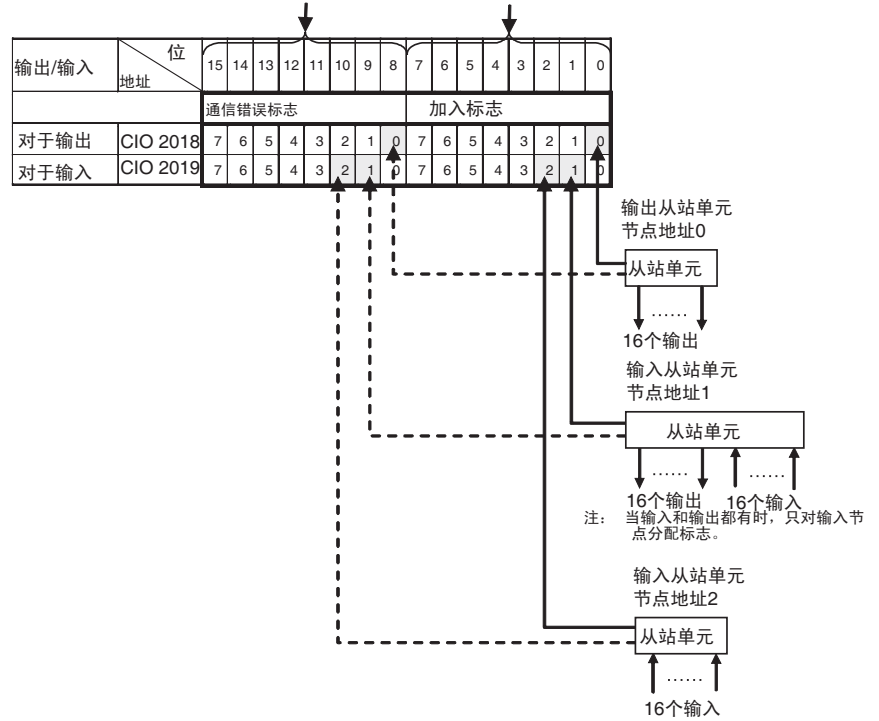 输出/输入 位 地址 15 14 13 12 11 10 9 8 7 6 5 4 3 2 1 0
通信错误标志 加入标志
对于输出 CIO 2018 7 6 5 4 3 2 1 0 7 6 5 4 3 2 1 0
对于输入 CIO 2019 7 6 5 4 3 2 1 0 7 6 5 4 3 2 1 0
输出从站单元
节点地址0
从站单元
……
16个输出
输入从站单元
节点地址1
从站单元
…… ……
16个输出 16个输入
注： 当输入和输出都有时，只对输入节
点分配标志。
输入从站单元
节点地址2
从站单元
……
16个输入